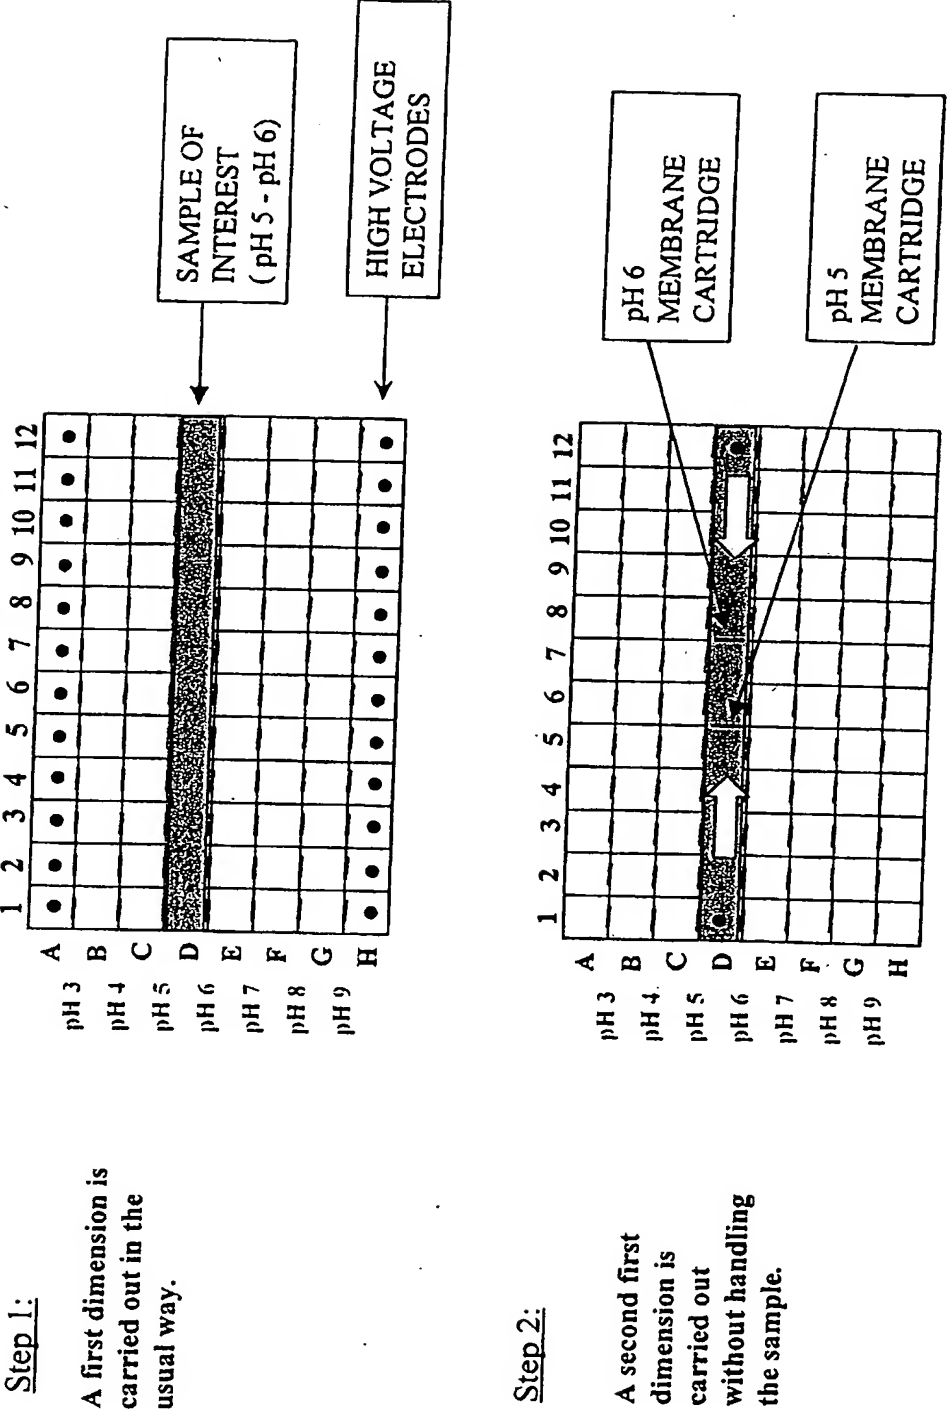 Step 1:
A first dimension is
carried out in the
usual way.
1 2 3 4 5 6 7 8 9 10 11 12
A
pH 3
B
pH 4
C
pH 5
D
pH 6
E
pH 7
F
pH 8
G
pH 9
H
SAMPLE OF
INTEREST
( pH 5 - pH 6)
HIGH VOLTAGE
ELECTRODES
Step 2:
A second first
dimension is
carried out
without handling
the sample.
1 2 3 4 5 6 7 8 9 10 11 12
A
pH 3
B
pH 4
C
pH 5
D
pH 6
E
pH 7
F
pH 8
G
pH 9
H
pH 6
MEMBRANE
CARTRIDGE
pH 5
MEMBRANE
CARTRIDGE